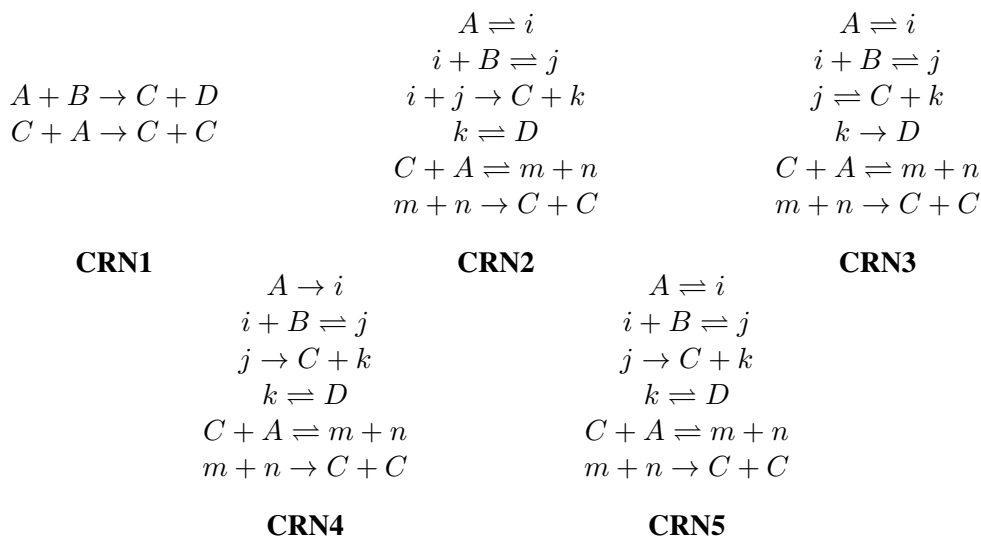 A + B → C + D
C + A → C + C
CRN1
A ⇌ i
i + B ⇌ j
i + j → C + k
k ⇌ D
C + A ⇌ m + n
m + n → C + C
CRN2
A ⇌ i
i + B ⇌ j
j ⇌ C + k
k → D
C + A ⇌ m + n
m + n → C + C
CRN3
A → i
i + B ⇌ j
j → C + k
k ⇌ D
C + A ⇌ m + n
m + n → C + C
CRN4
A ⇌ i
i + B ⇌ j
j → C + k
k ⇌ D
C + A ⇌ m + n
m + n → C + C
CRN5